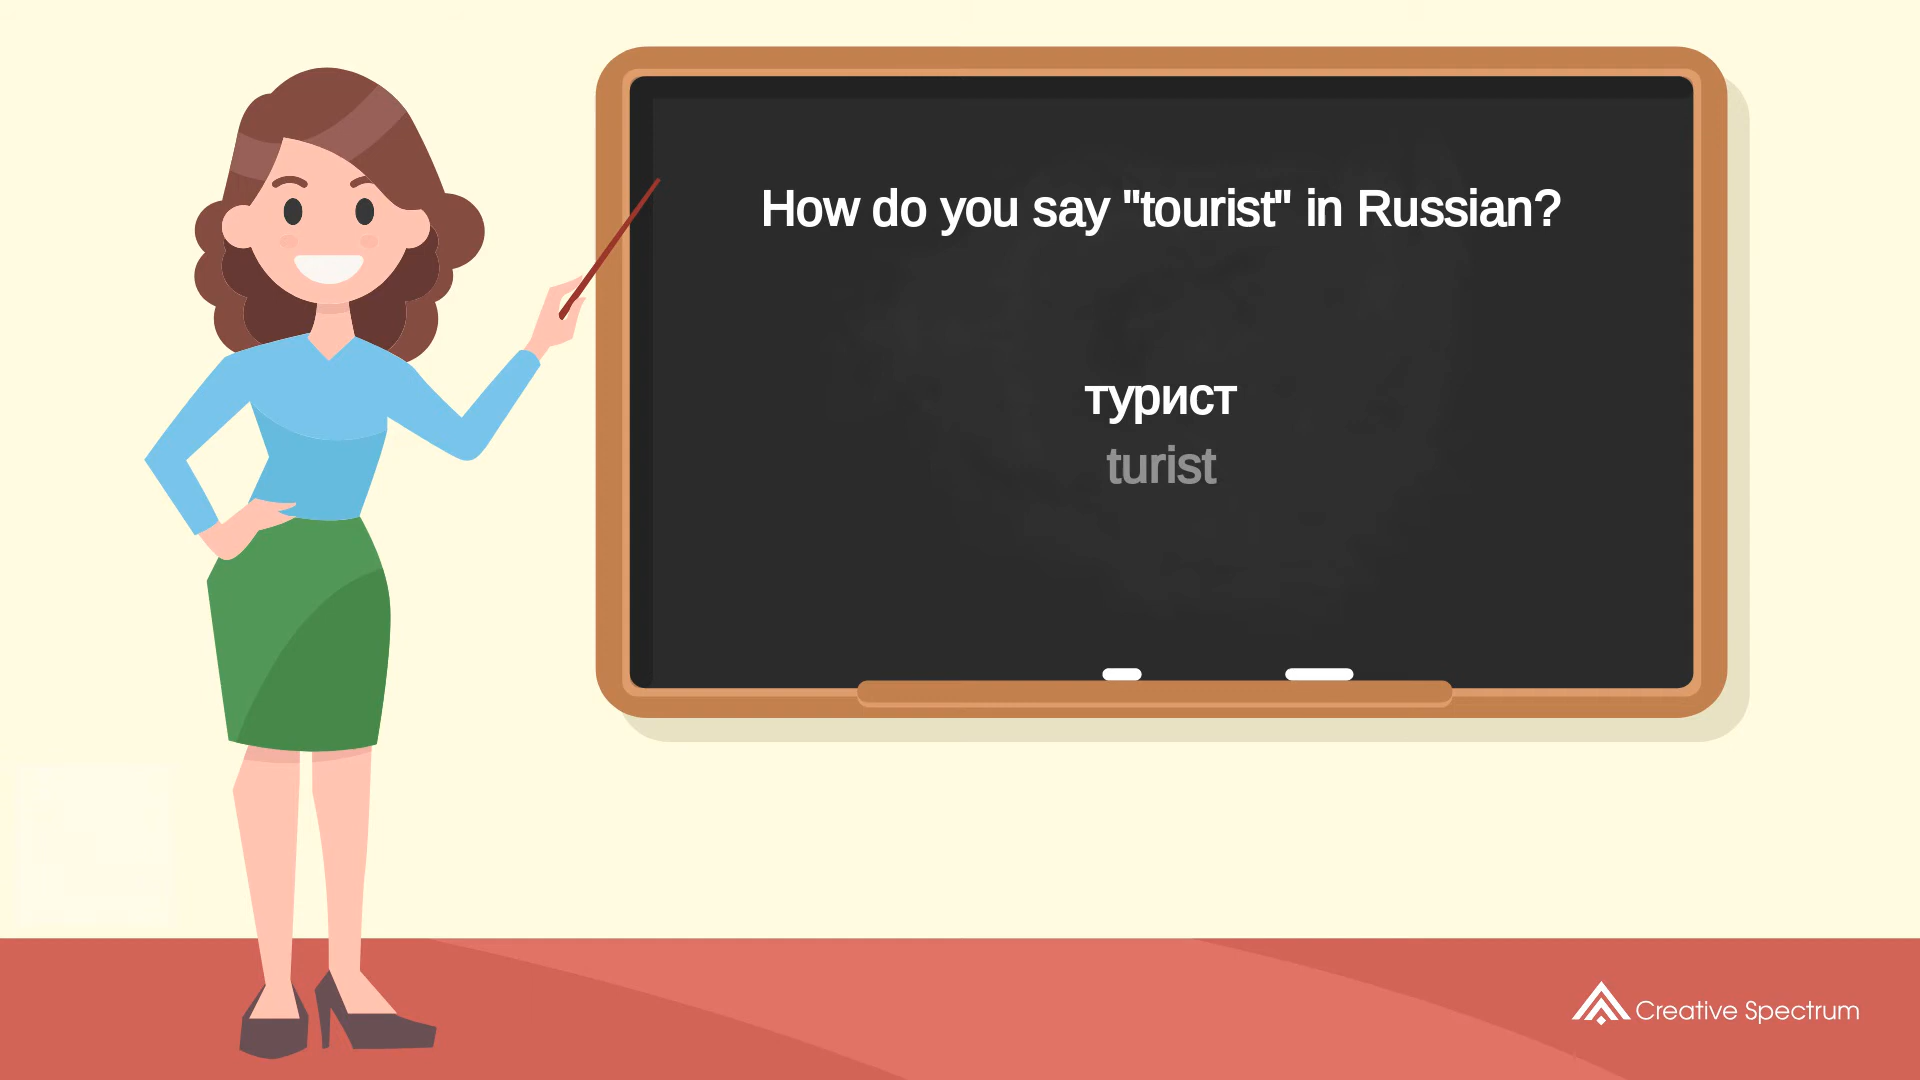 How do you say "tourist" in Russian?
турист
turist
Creative Spectrum